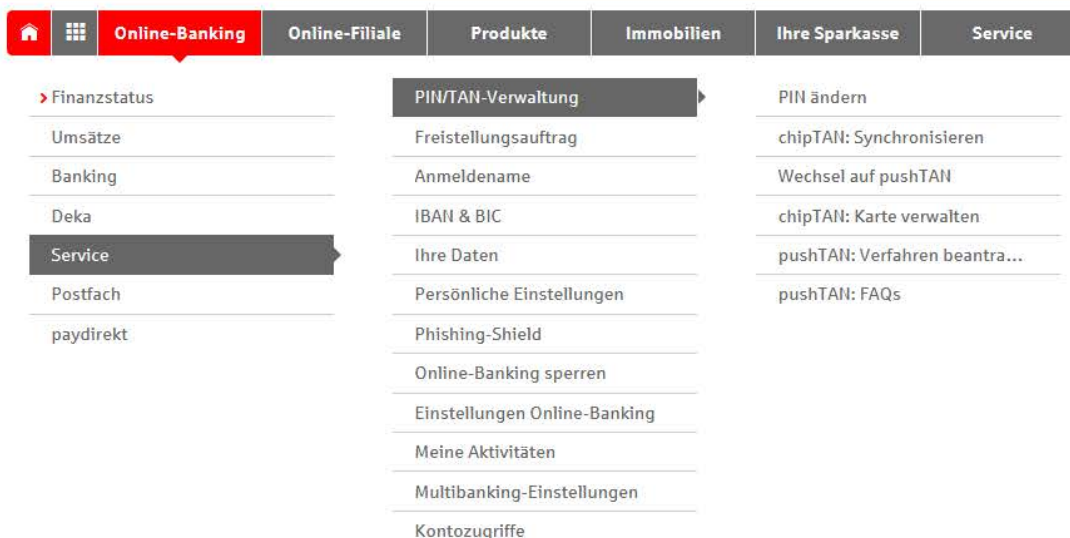 Online-Banking Online-Filiale Produkte Immobilien Ihre Sparkasse Service
Finanzstatus
Umsätze
Banking
Deka
Service
Postfach
paydirekt
PIN/TAN-Verwaltung
Freistellungsauftrag
Anmeldename
IBAN & BIC
Ihre Daten
Persönliche Einstellungen
Phishing-Shield
Online-Banking sperren
Einstellungen Online-Banking
Meine Aktivitäten
Multibanking-Einstellungen
Kontozugriffe
PIN ändern
chipTAN: Synchronisieren
Wechsel auf pushTAN
chipTAN: Karte verwalten
pushTAN: Verfahren beantra...
pushTAN: FAQs